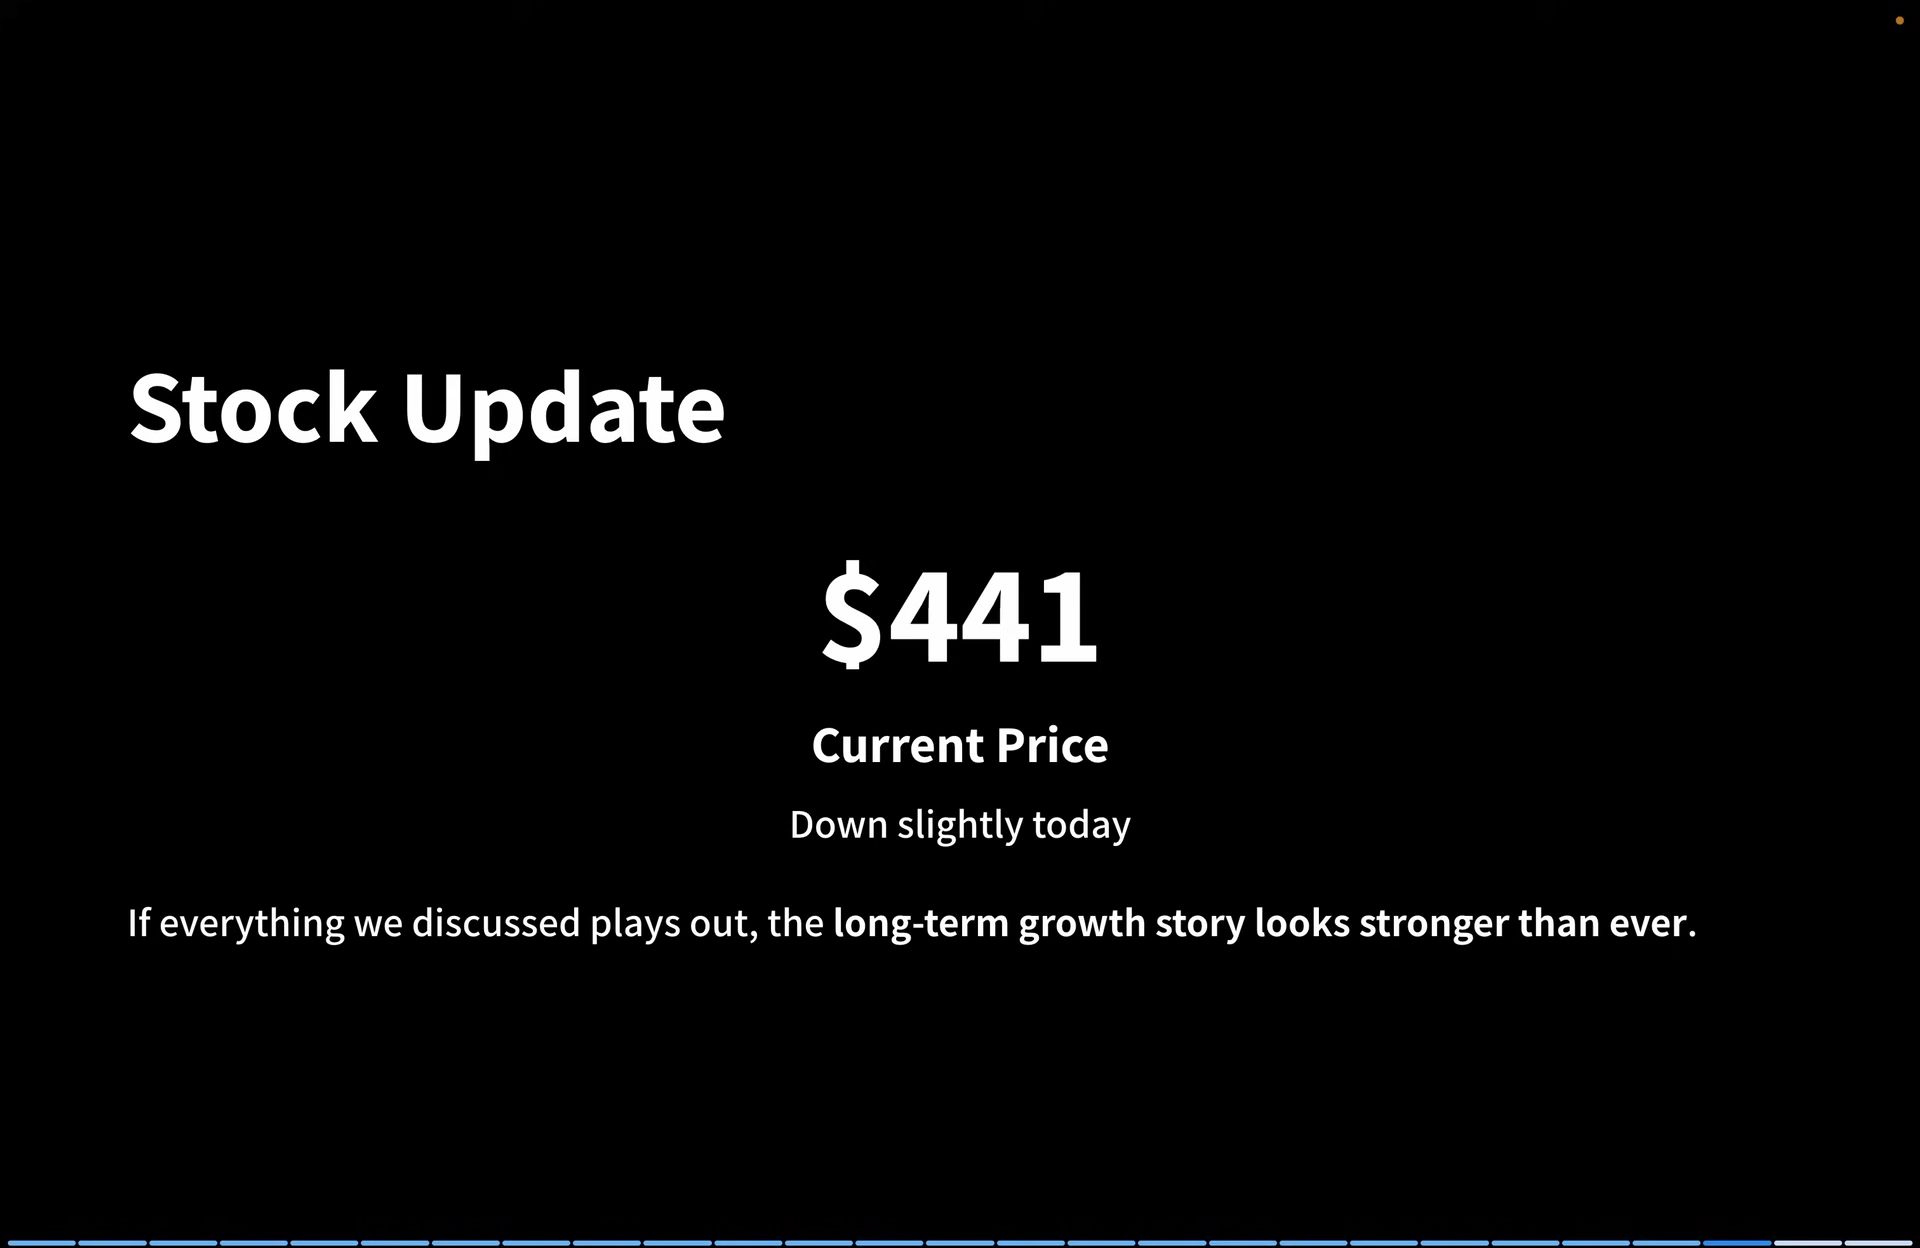 Stock Update
$441
Current Price
Down slightly today
If everything we discussed plays out, the long-term growth story looks stronger than ever.